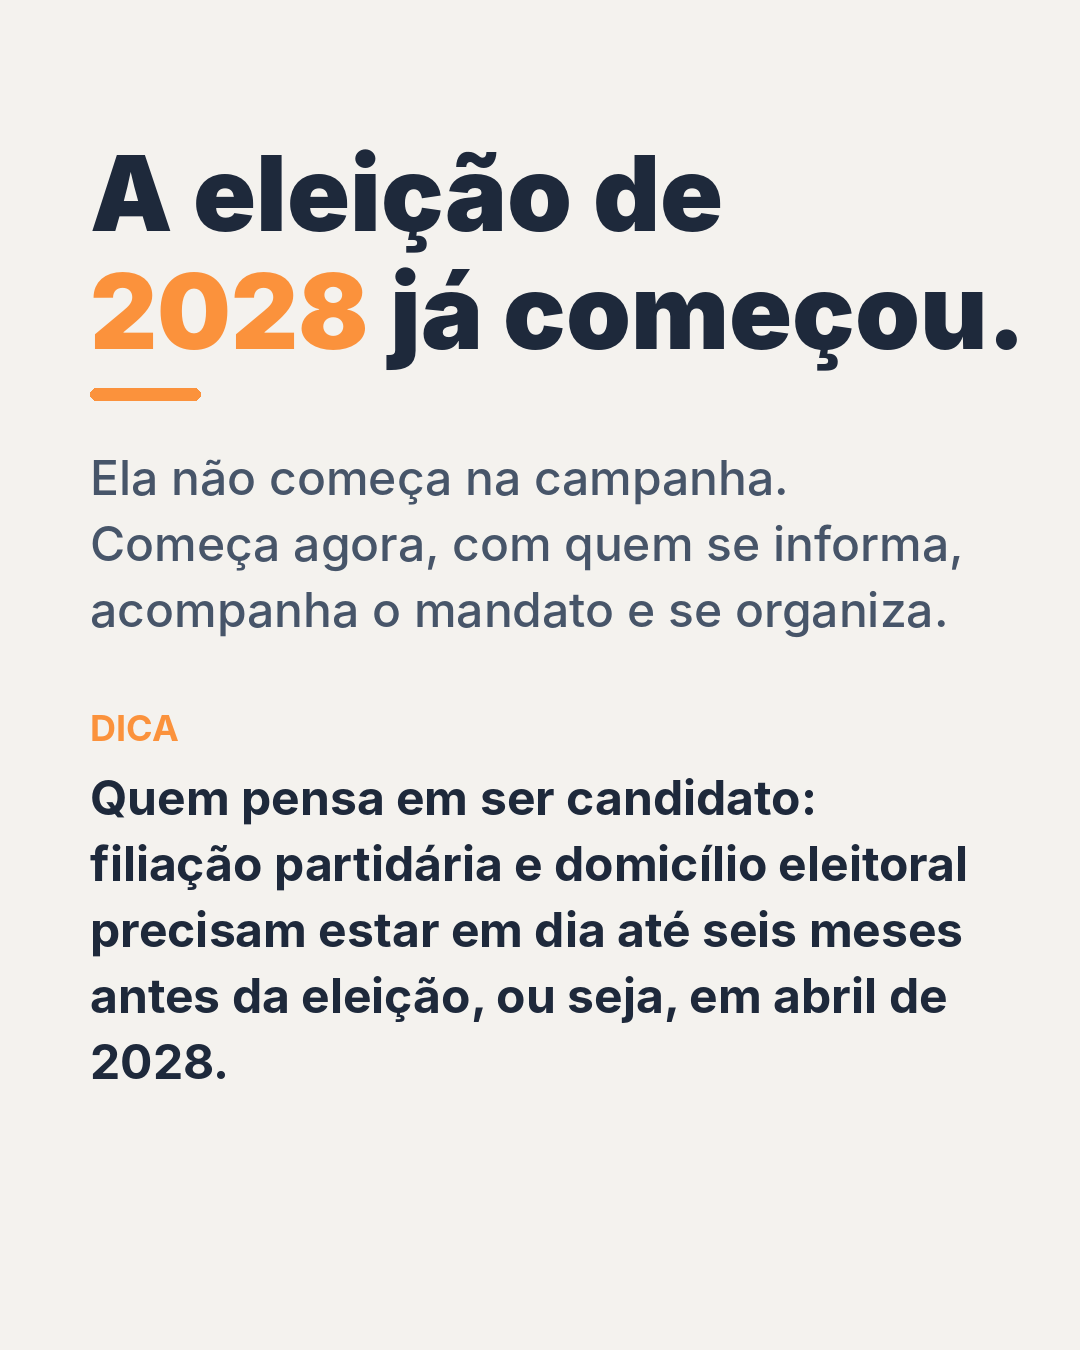 A eleição de
2028 já começou.
Ela não começa na campanha.
Começa agora, com quem se informa,
acompanha o mandato e se organiza.
DICA
Quem pensa em ser candidato:
filiação partidária e domicílio eleitoral
precisam estar em dia até seis meses
antes da eleição, ou seja, em abril de
2028.